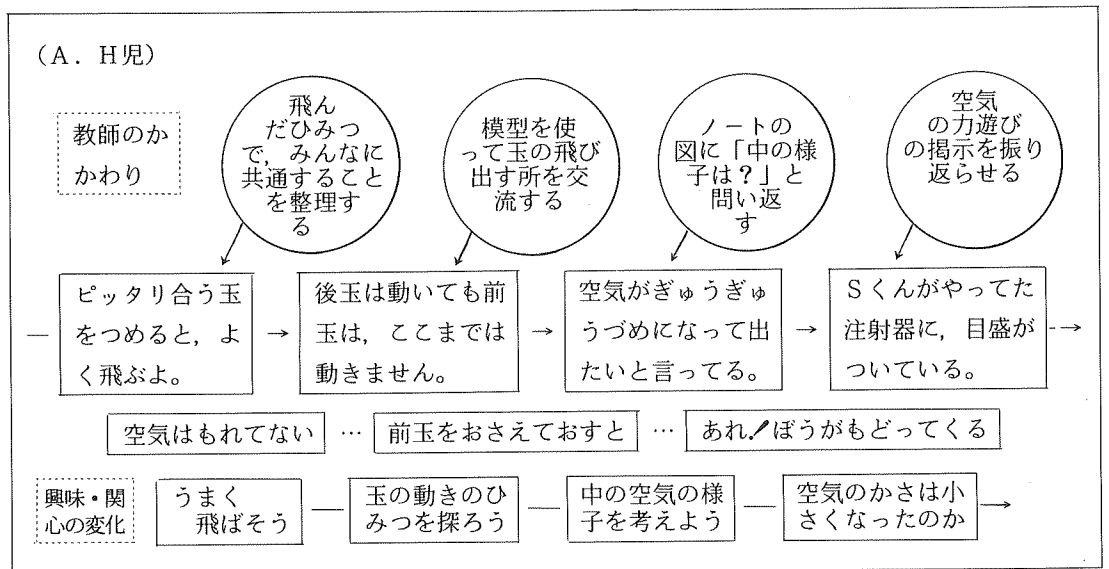 （A．H児）
教師のか
かわり
飛ん
だひみつ
で，みんなに
共通すること
を整理す
る
模型を使
って玉の飛び
出す所を交
流する
ノートの
図に「中の様
子は？」と
問い返
す
空気
の力遊び
の掲示を振り
返らせる
ピッタリ合う玉
をつめると，よ
く飛ぶよ。
後玉は動いても前
玉は，ここまでは
動きません。
空気がぎゅうぎゅ
うづめになって出
たいと言ってる。
Sくんがやってた
注射器に，目盛が
ついている。
空気はもれてない … 前玉をおさえておすと … あれ！ぼうがもどってくる
興味・関
心の変化
うまく
飛ばそう
玉の動きのひ
みつを探ろう
中の空気の様
子を考えよう
空気のかさは小
さくなったのか